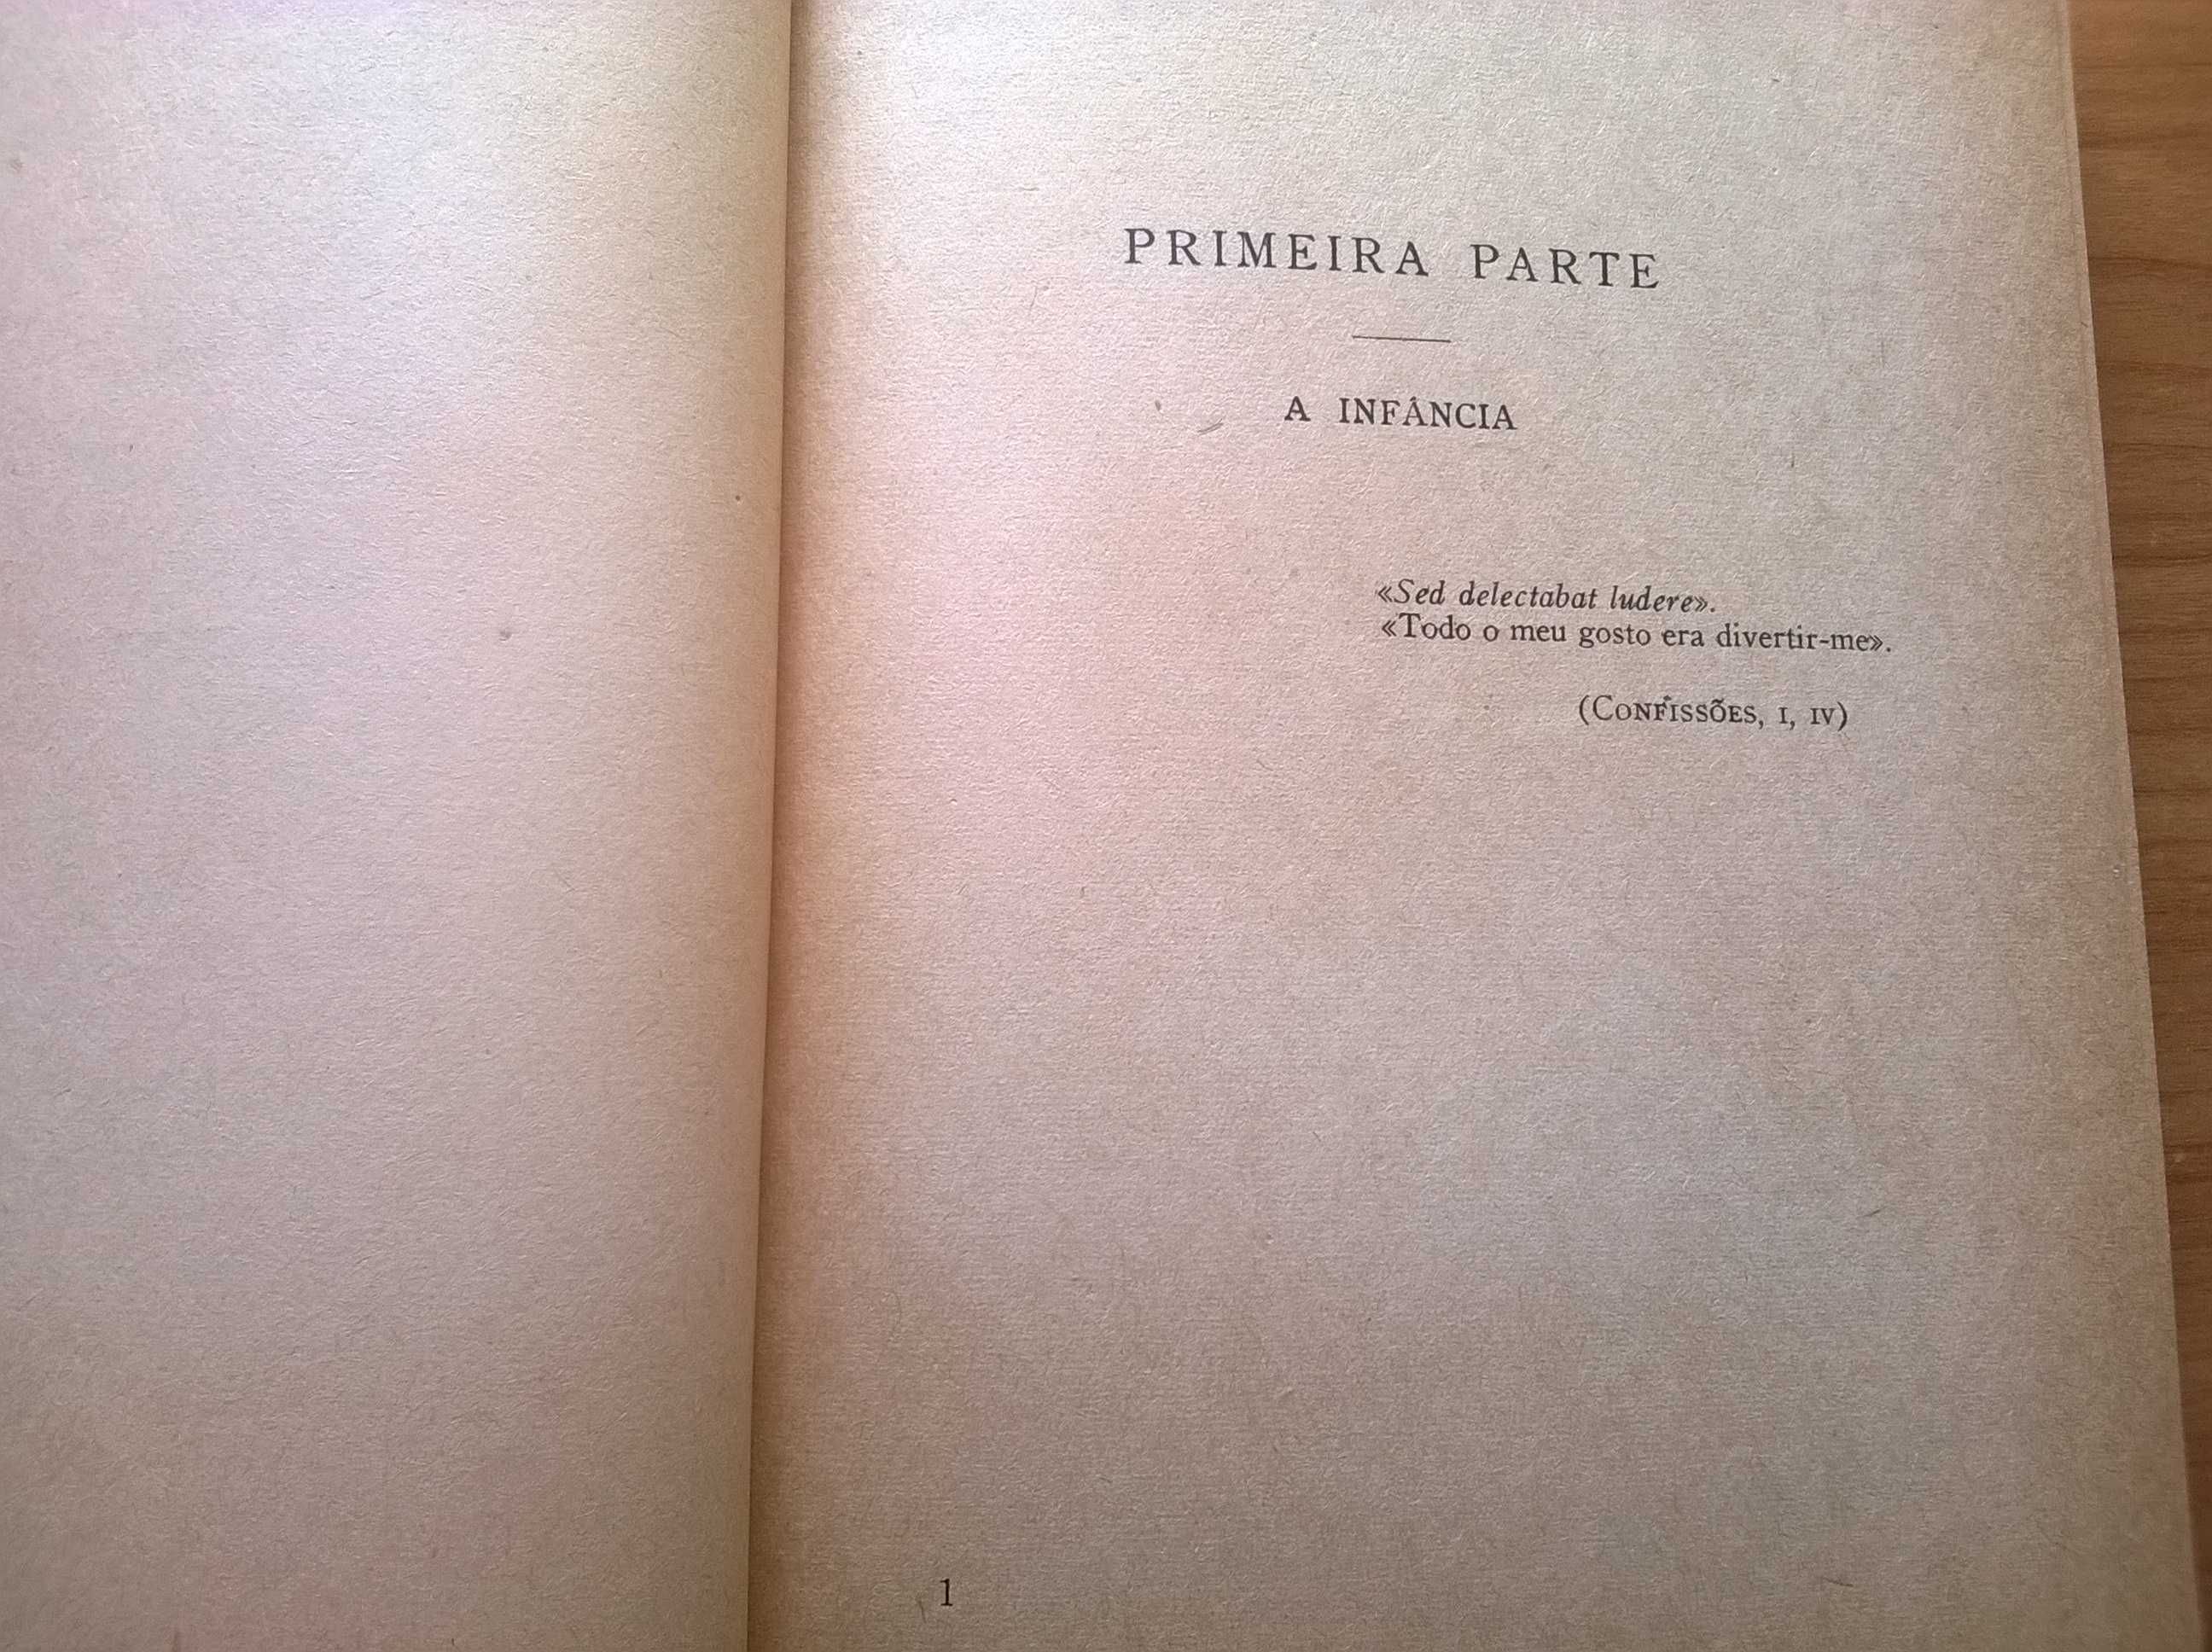 PRIMEIRA PARTE
A INFÂNCIA
«Sed delectabat ludere».
«Todo o meu gosto era divertir-me».
(CONFISSÕES, I, IV)
1